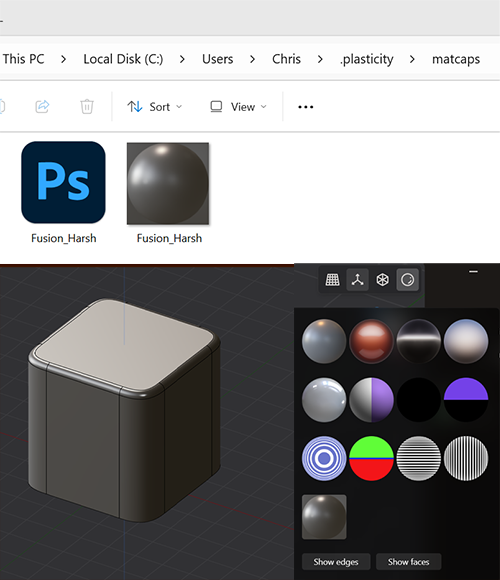 This PC > Local Disk (C:) > Users > Chris > .plasticity > matcaps
Sort View
Ps
Fusion_Harsh Fusion_Harsh
Show edges Show faces